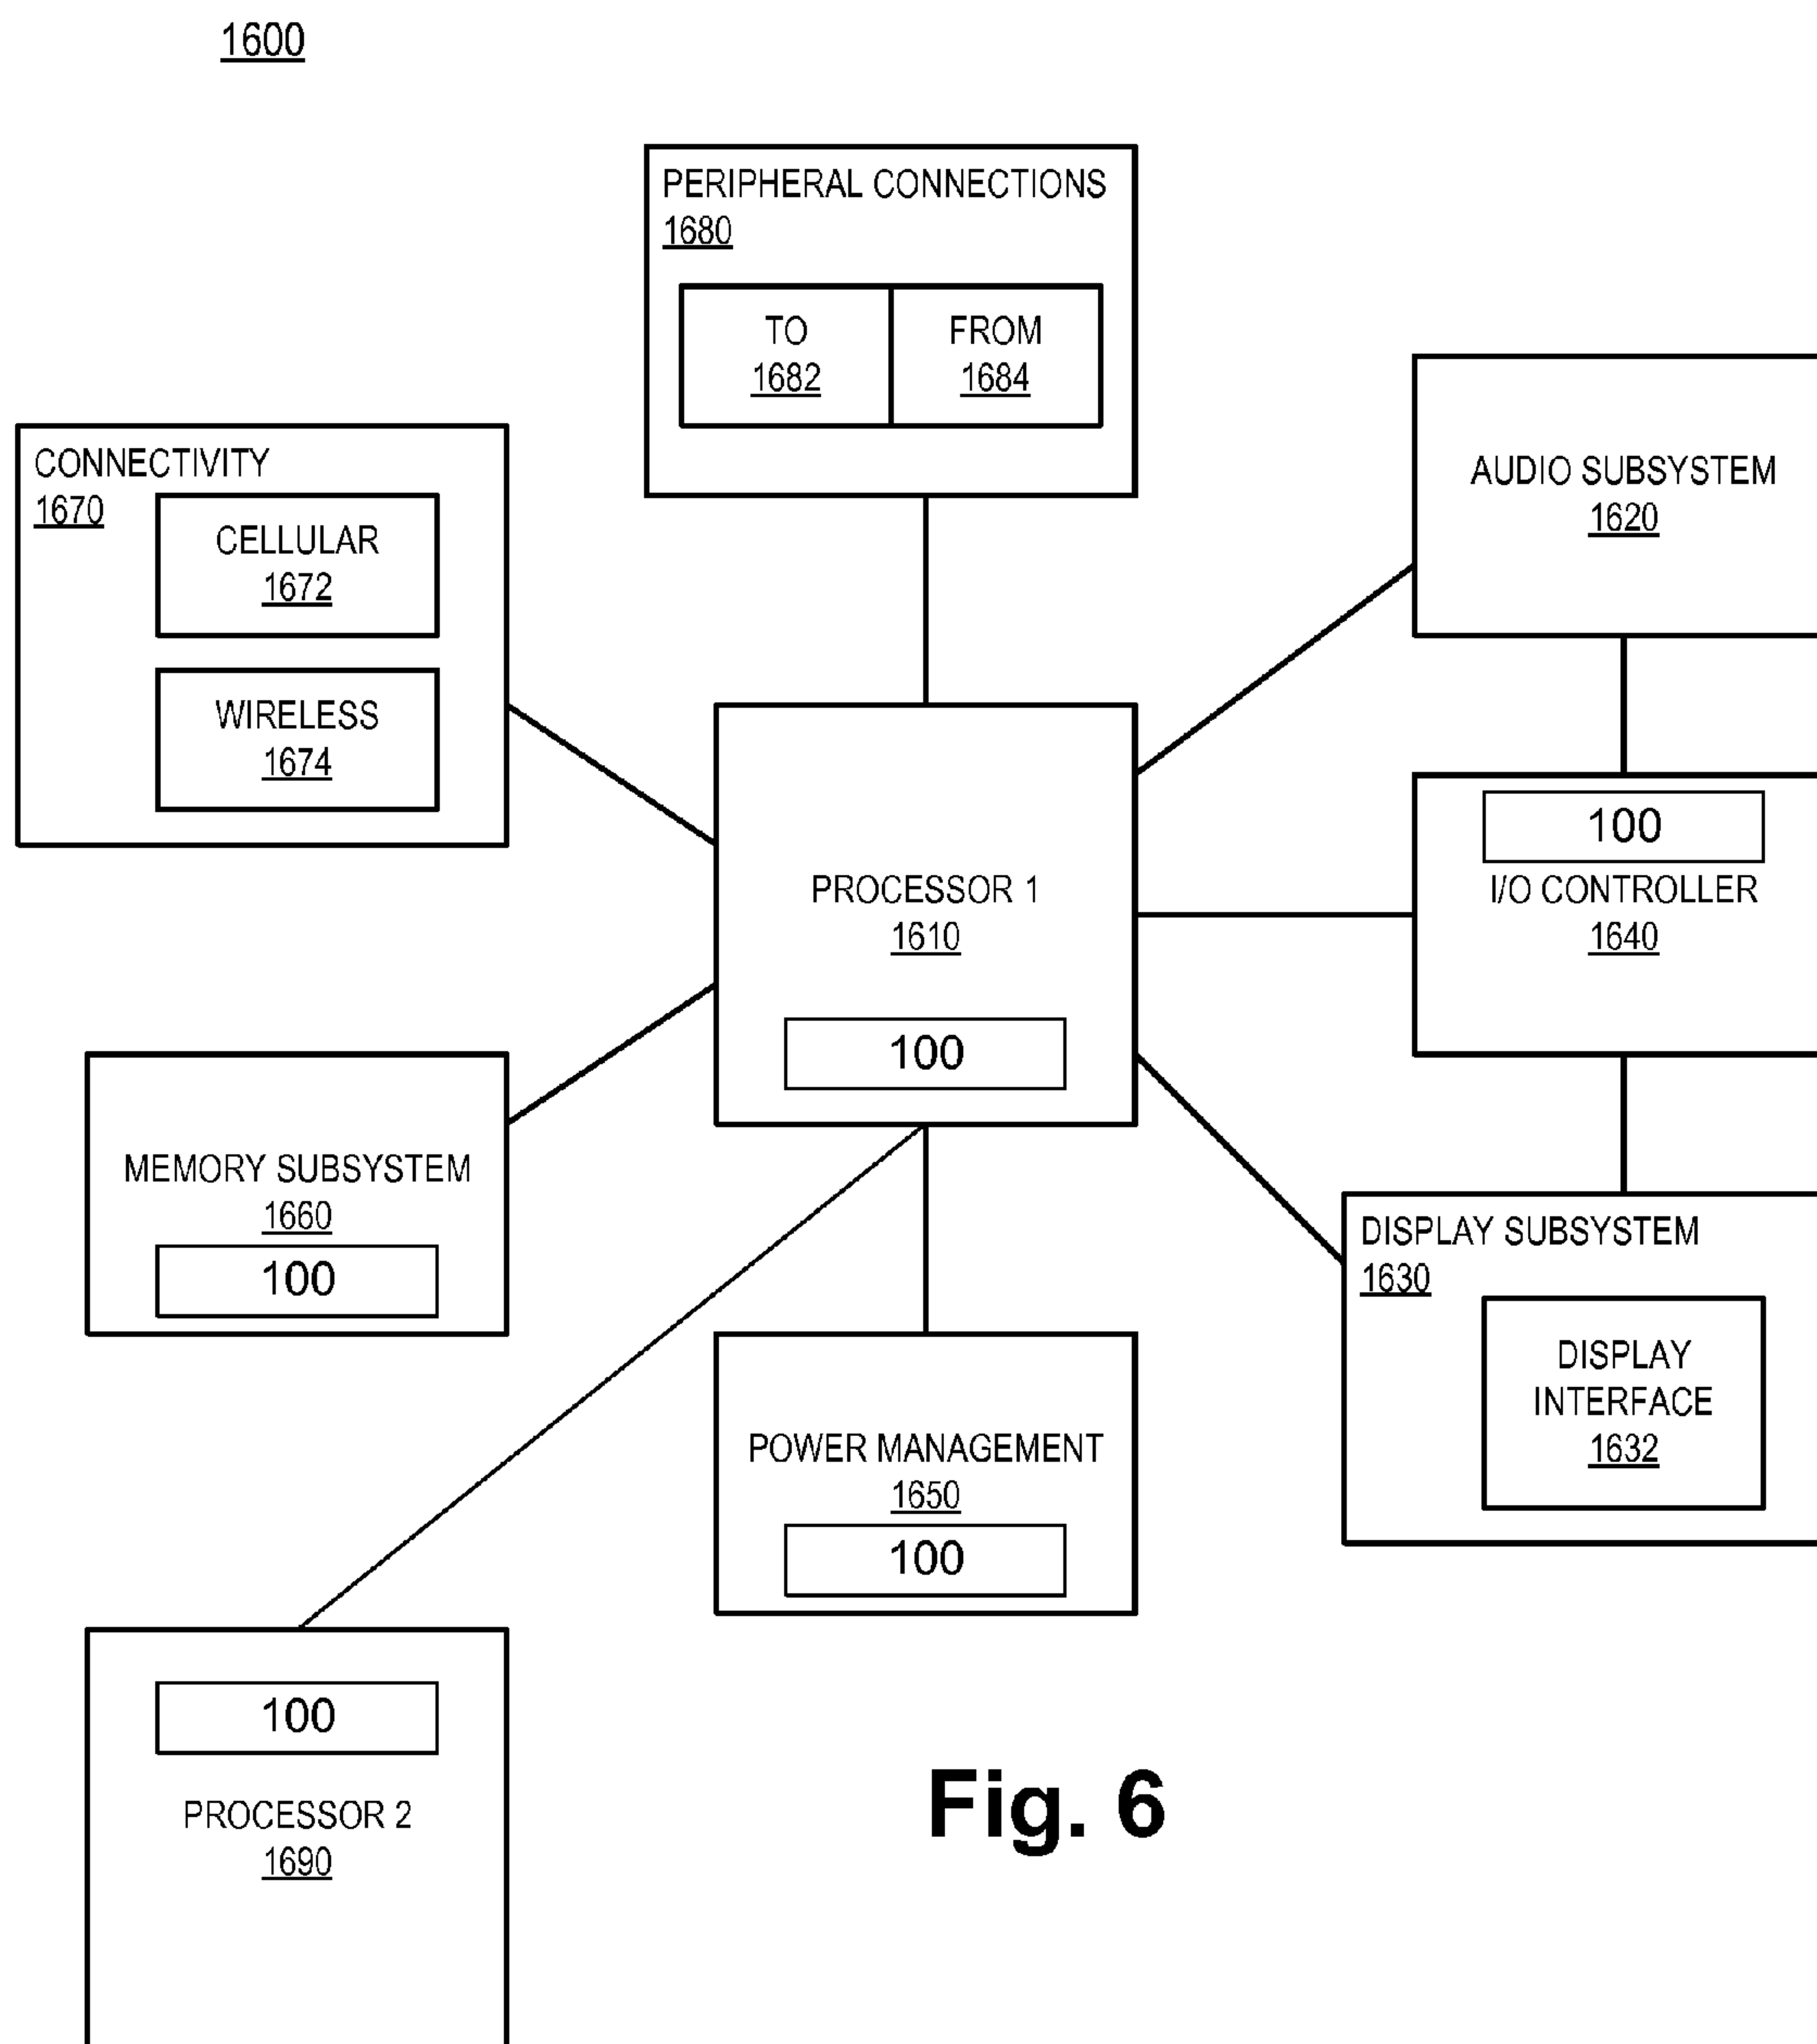 1600
PERIPHERAL CONNECTIONS
1680
TO
1682
FROM
1684
CONNECTIVITY
1670
CELLULAR
1672
WIRELESS
1674
AUDIO SUBSYSTEM
1620
PROCESSOR 1
1610
100
100
I/O CONTROLLER
1640
MEMORY SUBSYSTEM
1660
100
DISPLAY SUBSYSTEM
1630
DISPLAY
INTERFACE
1632
POWER MANAGEMENT
1650
100
100
PROCESSOR 2
1690
Fig. 6